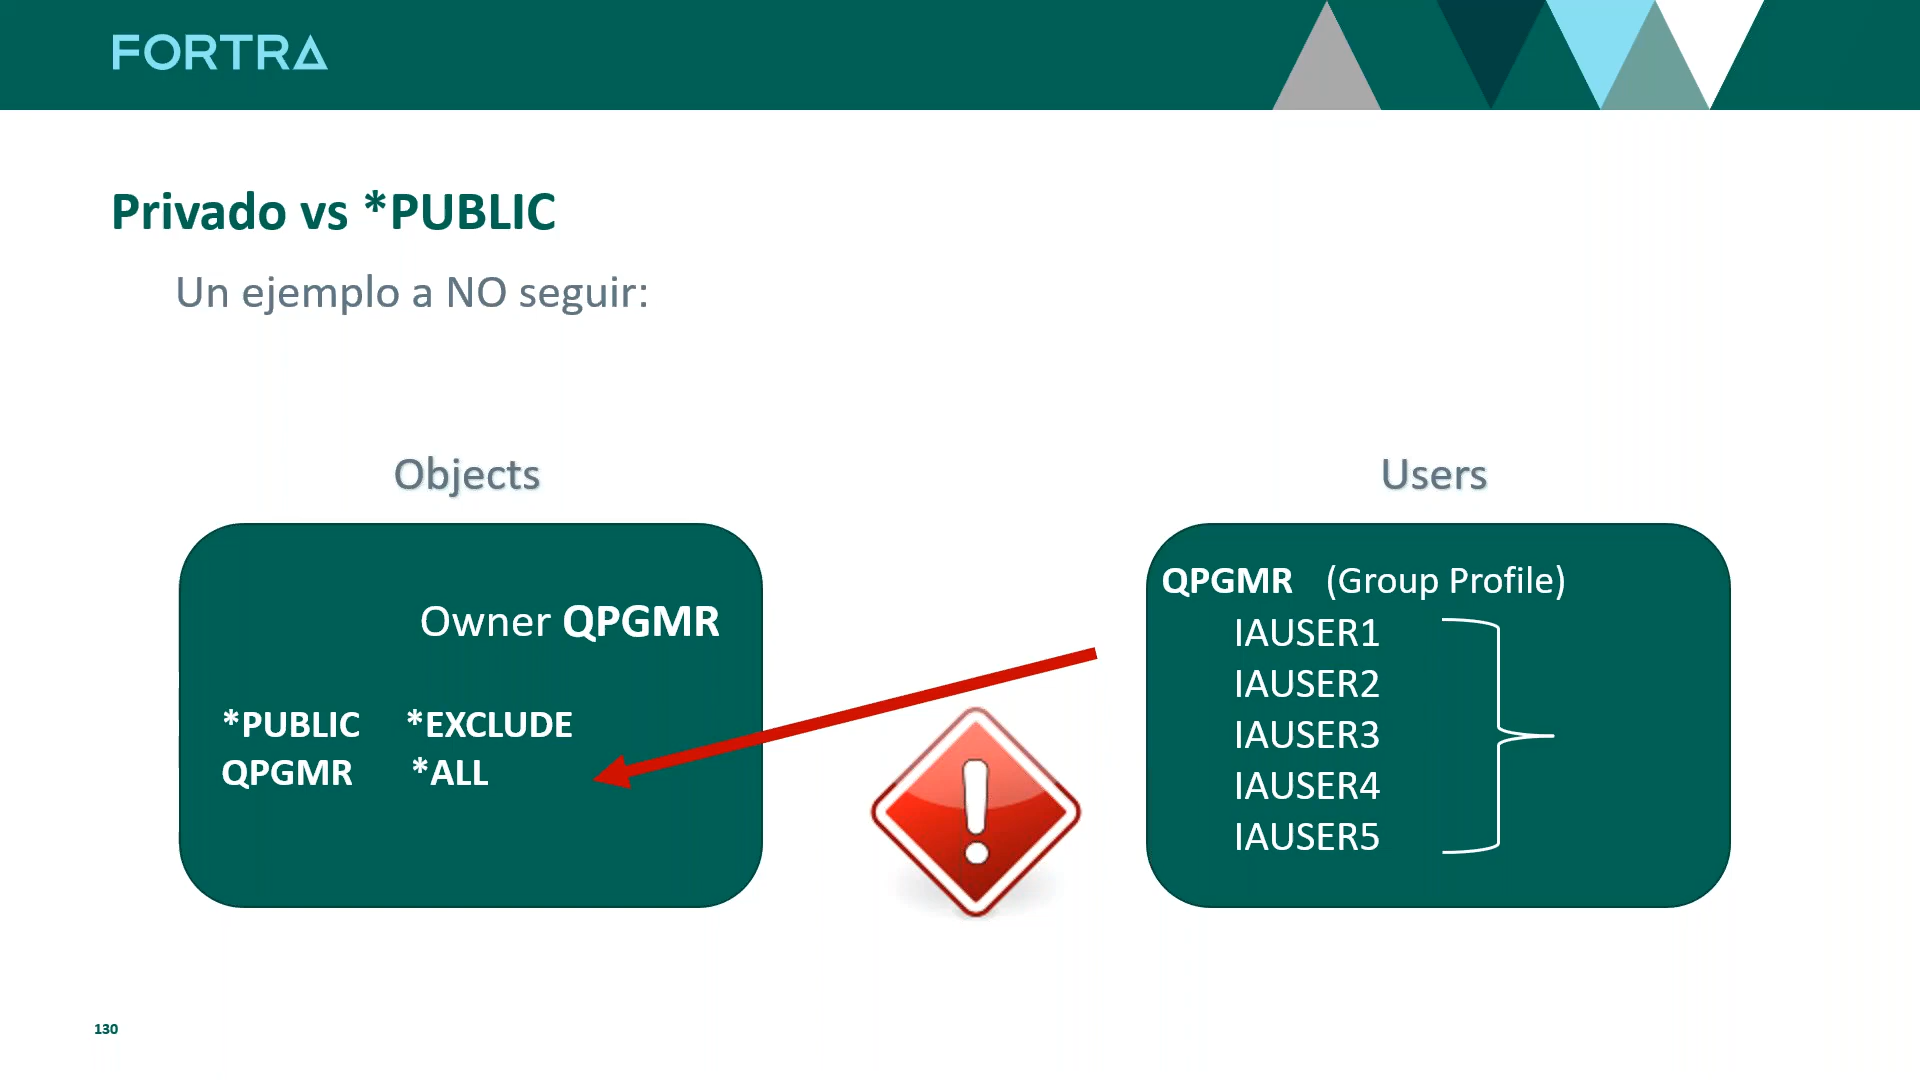 FORTRA
Privado vs *PUBLIC
Un ejemplo a NO seguir:
Objects
Owner QPGMR
*PUBLIC *EXCLUDE
QPGMR *ALL
Users
QPGMR (Group Profile)
IAUSER1
IAUSER2
IAUSER3
IAUSER4
IAUSER5
130